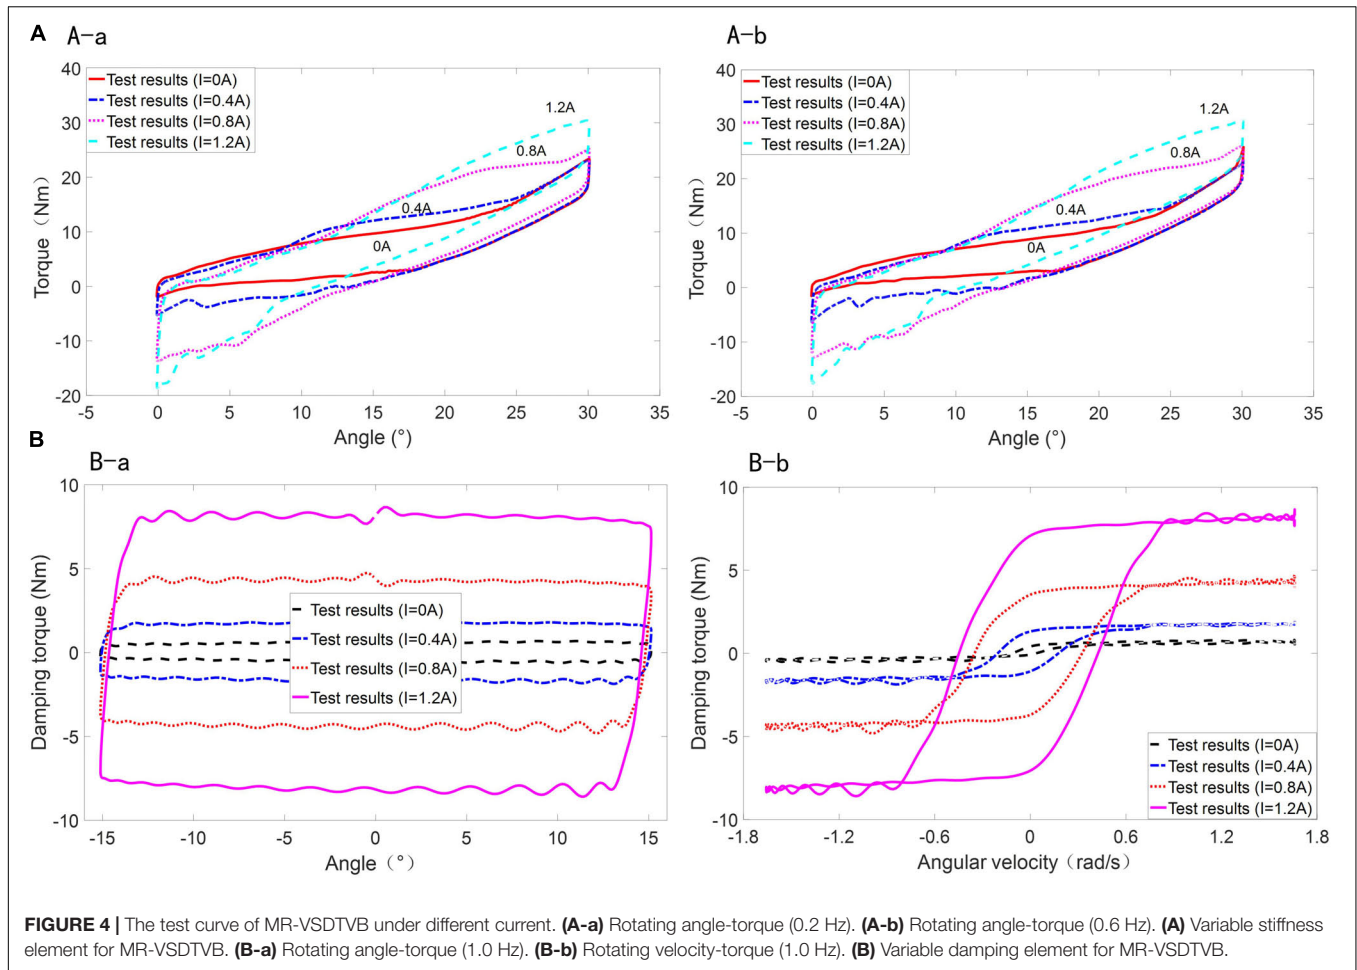 A
A-a
Test results (I=0A)
Test results (I=0.4A)
Test results (I=0.8A)
Test results (I=1.2A)
40
30
20
10
0
-10
-20
Torque (Nm)
1.2A
0.8A
0.4A
0A
-5 0 5 10 15 20 25 30 35
Angle (°)
A-b
Test results (I=0A)
Test results (I=0.4A)
Test results (I=0.8A)
Test results (I=1.2A)
40
30
20
10
0
-10
-20
Torque (Nm)
1.2A
0.8A
0.4A
0A
-5 0 5 10 15 20 25 30 35
Angle (°)
B
B-a
10
5
0
-5
-10
Damping torque (Nm)
Test results (I=0A)
Test results (I=0.4A)
Test results (I=0.8A)
Test results (I=1.2A)
-15 -10 -5 0 5 10 15
Angle (°)
B-b
10
5
0
-5
-10
Damping torque (Nm)
Test results (I=0A)
Test results (I=0.4A)
Test results (I=0.8A)
Test results (I=1.2A)
-1.8 -1.2 -0.6 0 0.6 1.2 1.8
Angular velocity (rad/s)
FIGURE 4 | The test curve of MR-VSDTVB under different current. (A-a) Rotating angle-torque (0.2 Hz). (A-b) Rotating angle-torque (0.6 Hz). (A) Variable stiffness
element for MR-VSDTVB. (B-a) Rotating angle-torque (1.0 Hz). (B-b) Rotating velocity-torque (1.0 Hz). (B) Variable damping element for MR-VSDTVB.